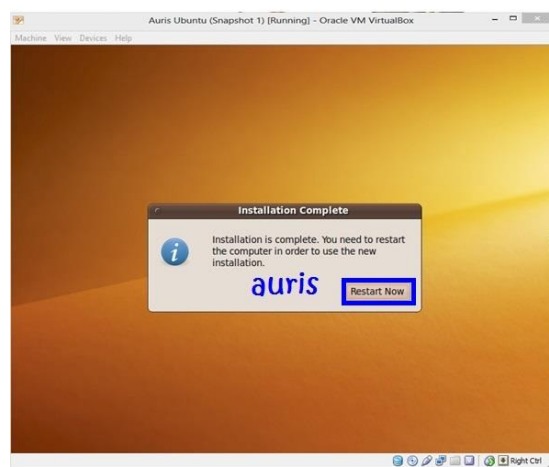 Auris Ubuntu (Snapshot 1) [Running] - Oracle VM VirtualBox
Machine View Devices Help
Installation Complete
Installation is complete. You need to restart
the computer in order to use the new
installation.
auris
Restart Now
Right Ctrl